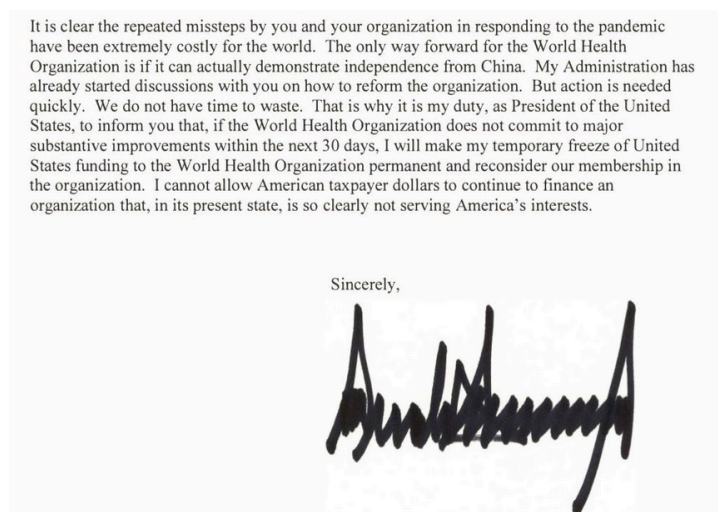 It is clear the repeated missteps by you and your organization in responding to the pandemic
have been extremely costly for the world.  The only way forward for the World Health
Organization is if it can actually demonstrate independence from China.  My Administration has
already started discussions with you on how to reform the organization.  But action is needed
quickly.  We do not have time to waste.  That is why it is my duty, as President of the United
States, to inform you that, if the World Health Organization does not commit to major
substantive improvements within the next 30 days, I will make my temporary freeze of United
States funding to the World Health Organization permanent and reconsider our membership in
the organization.  I cannot allow American taxpayer dollars to continue to finance an
organization that, in its present state, is so clearly not serving America’s interests.
Sincerely,